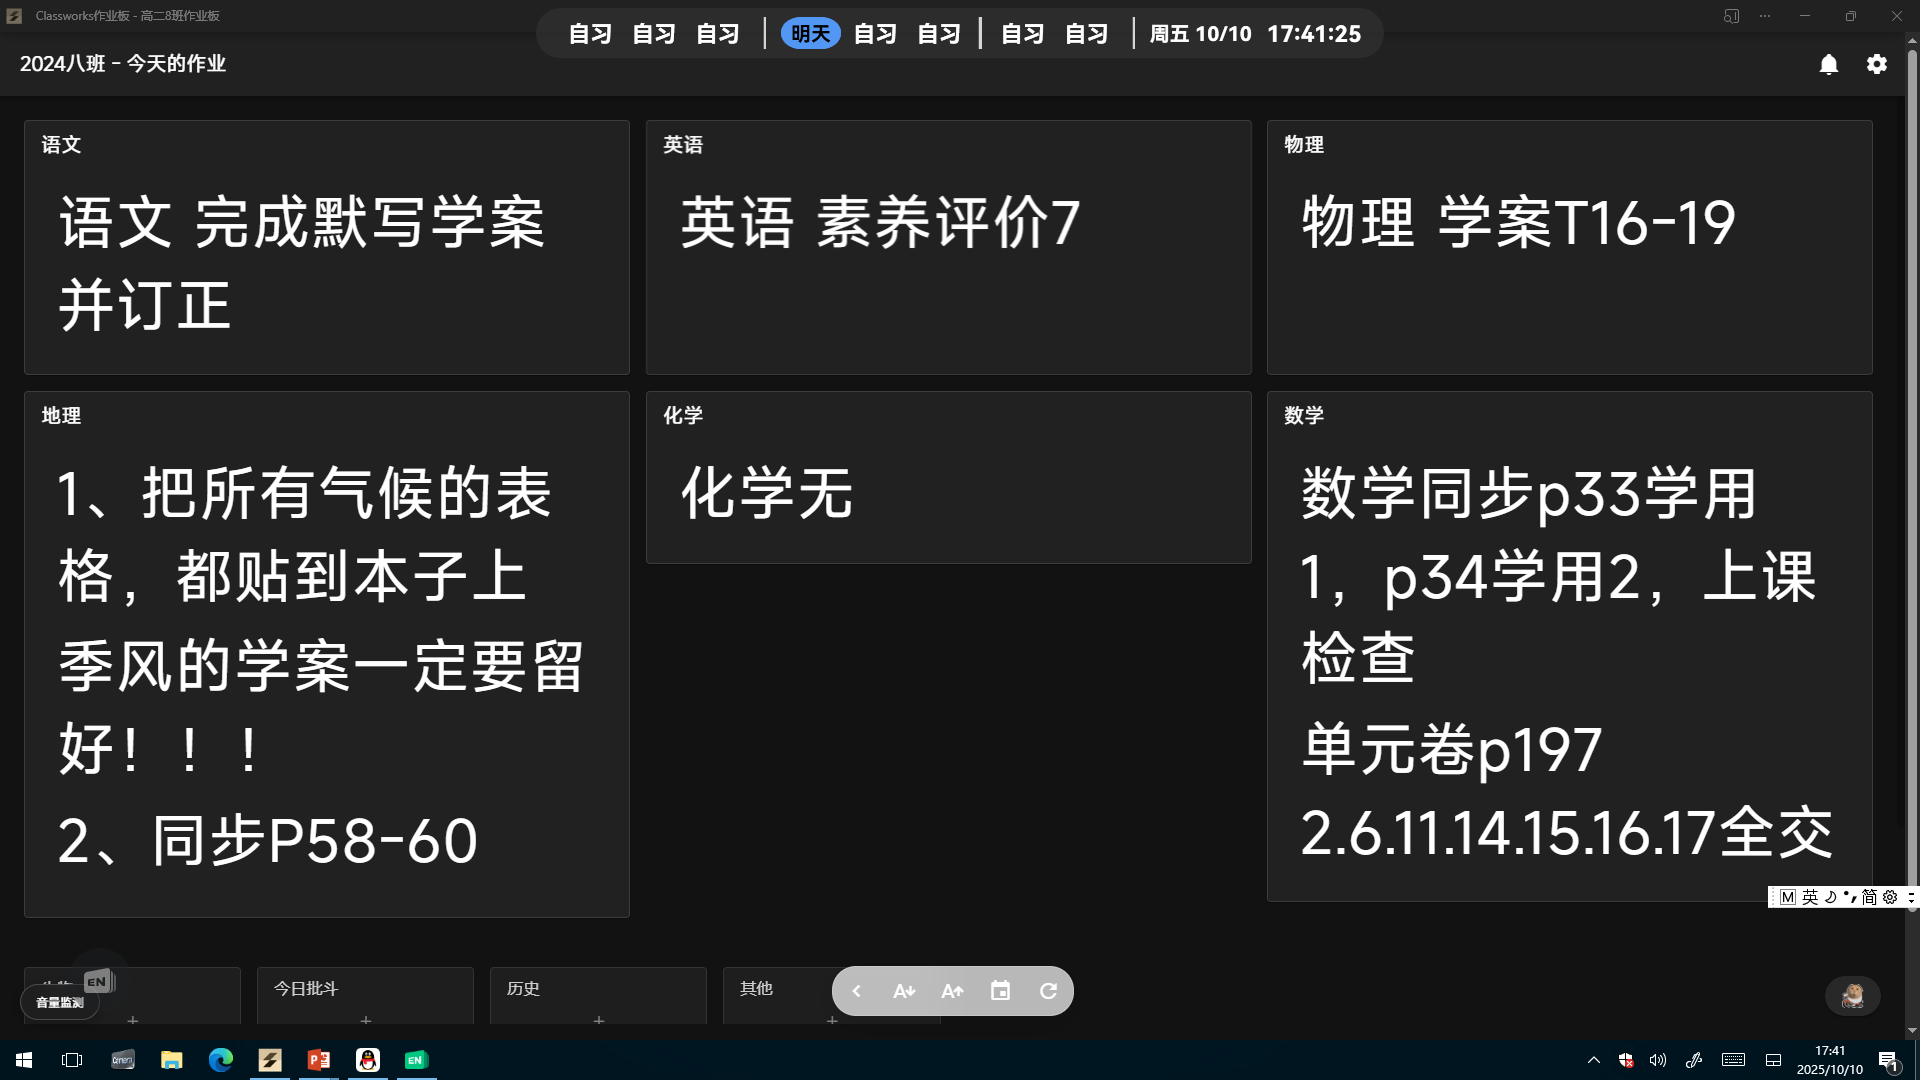 Classworks作业板 - 高二8班作业板
自习 自习 自习 | 明天 自习 自习 | 自习 自习 | 周五 10/10 17:41:25
2024八班 - 今天的作业
语文
语文 完成默写学案
并订正
英语
英语 素养评价7
物理
物理 学案T16-19
地理
1、把所有气候的表
格，都贴到本子上
季风的学案一定要留
好！！！
2、同步P58-60
化学
化学无
数学
数学同步p33学用
1，p34学用2，上课
检查
单元卷p197
2.6.11.14.15.16.17全交
M 英 简
EN
音量监测
今日批斗
历史
其他
EN
17:41
2025/10/10
1